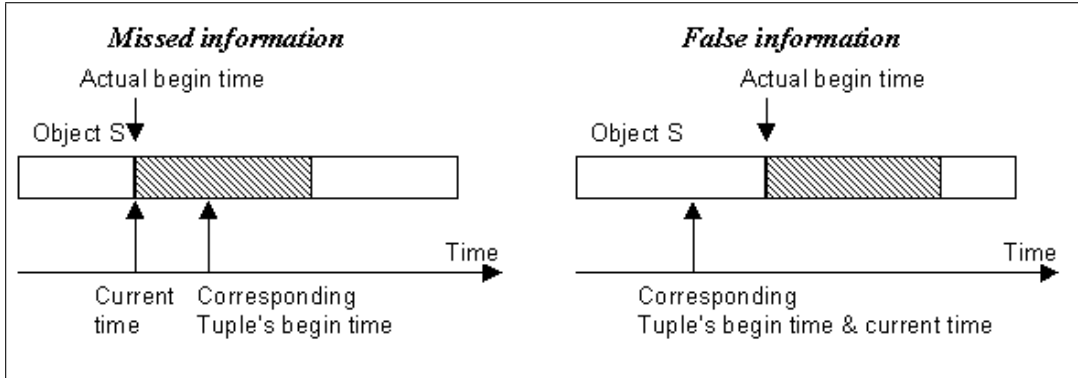 Missed information
Actual begin time
Object S
Time
Current
time
Corresponding
Tuple's begin time
False information
Actual begin time
Object S
Time
Corresponding
Tuple's begin time & current time